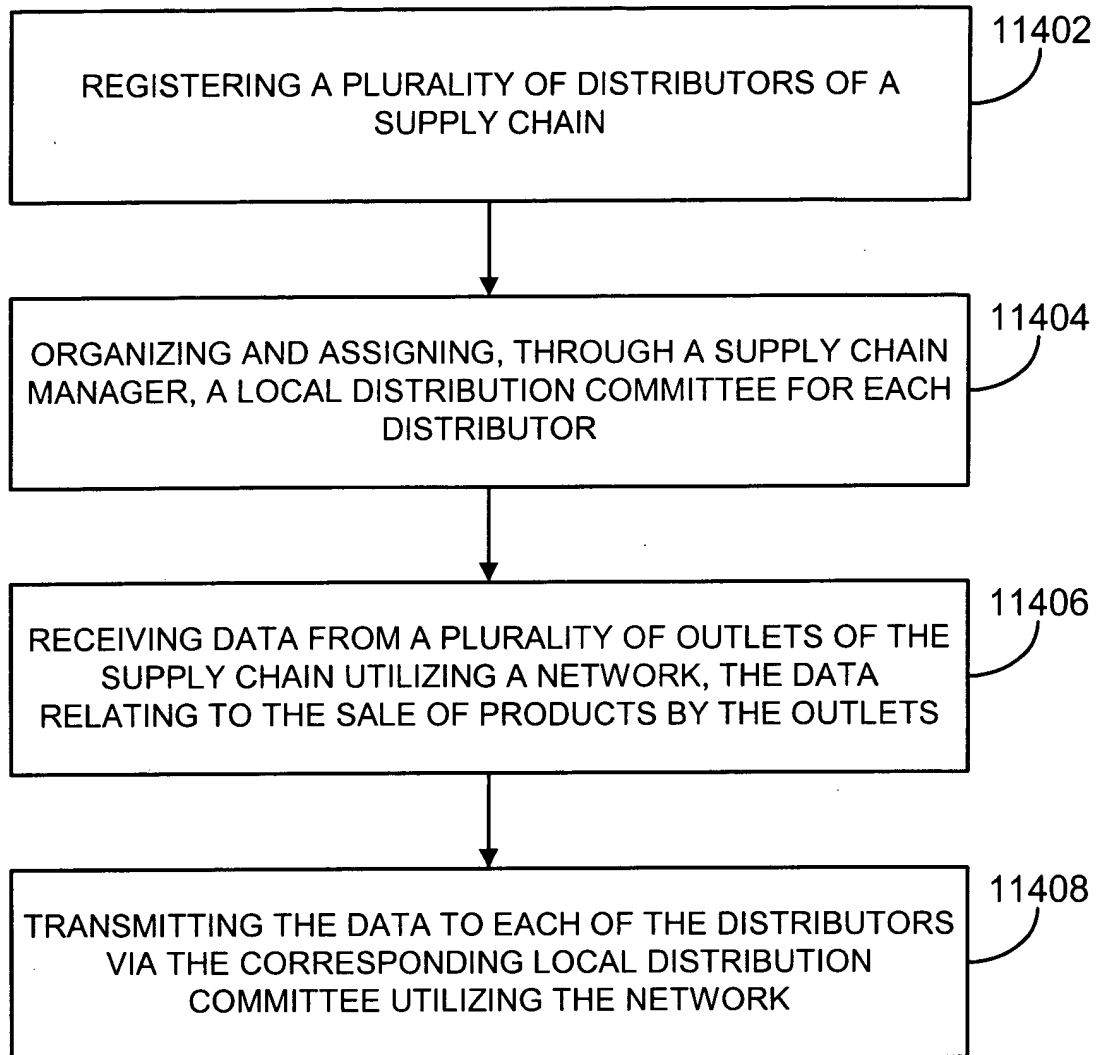 11402
REGISTERING A PLURALITY OF DISTRIBUTORS OF A
SUPPLY CHAIN
11404
ORGANIZING AND ASSIGNING, THROUGH A SUPPLY CHAIN
MANAGER, A LOCAL DISTRIBUTION COMMITTEE FOR EACH
DISTRIBUTOR
11406
RECEIVING DATA FROM A PLURALITY OF OUTLETS OF THE
SUPPLY CHAIN UTILIZING A NETWORK, THE DATA
RELATING TO THE SALE OF PRODUCTS BY THE OUTLETS
11408
TRANSMITTING THE DATA TO EACH OF THE DISTRIBUTORS
VIA THE CORRESPONDING LOCAL DISTRIBUTION
COMMITTEE UTILIZING THE NETWORK